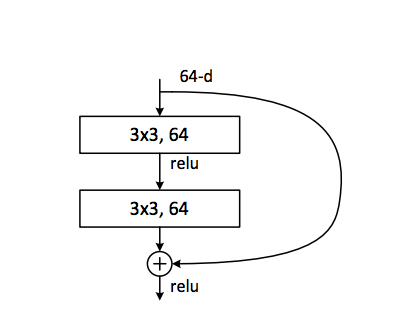 64-d
3x3, 64
relu
3x3, 64
+
relu